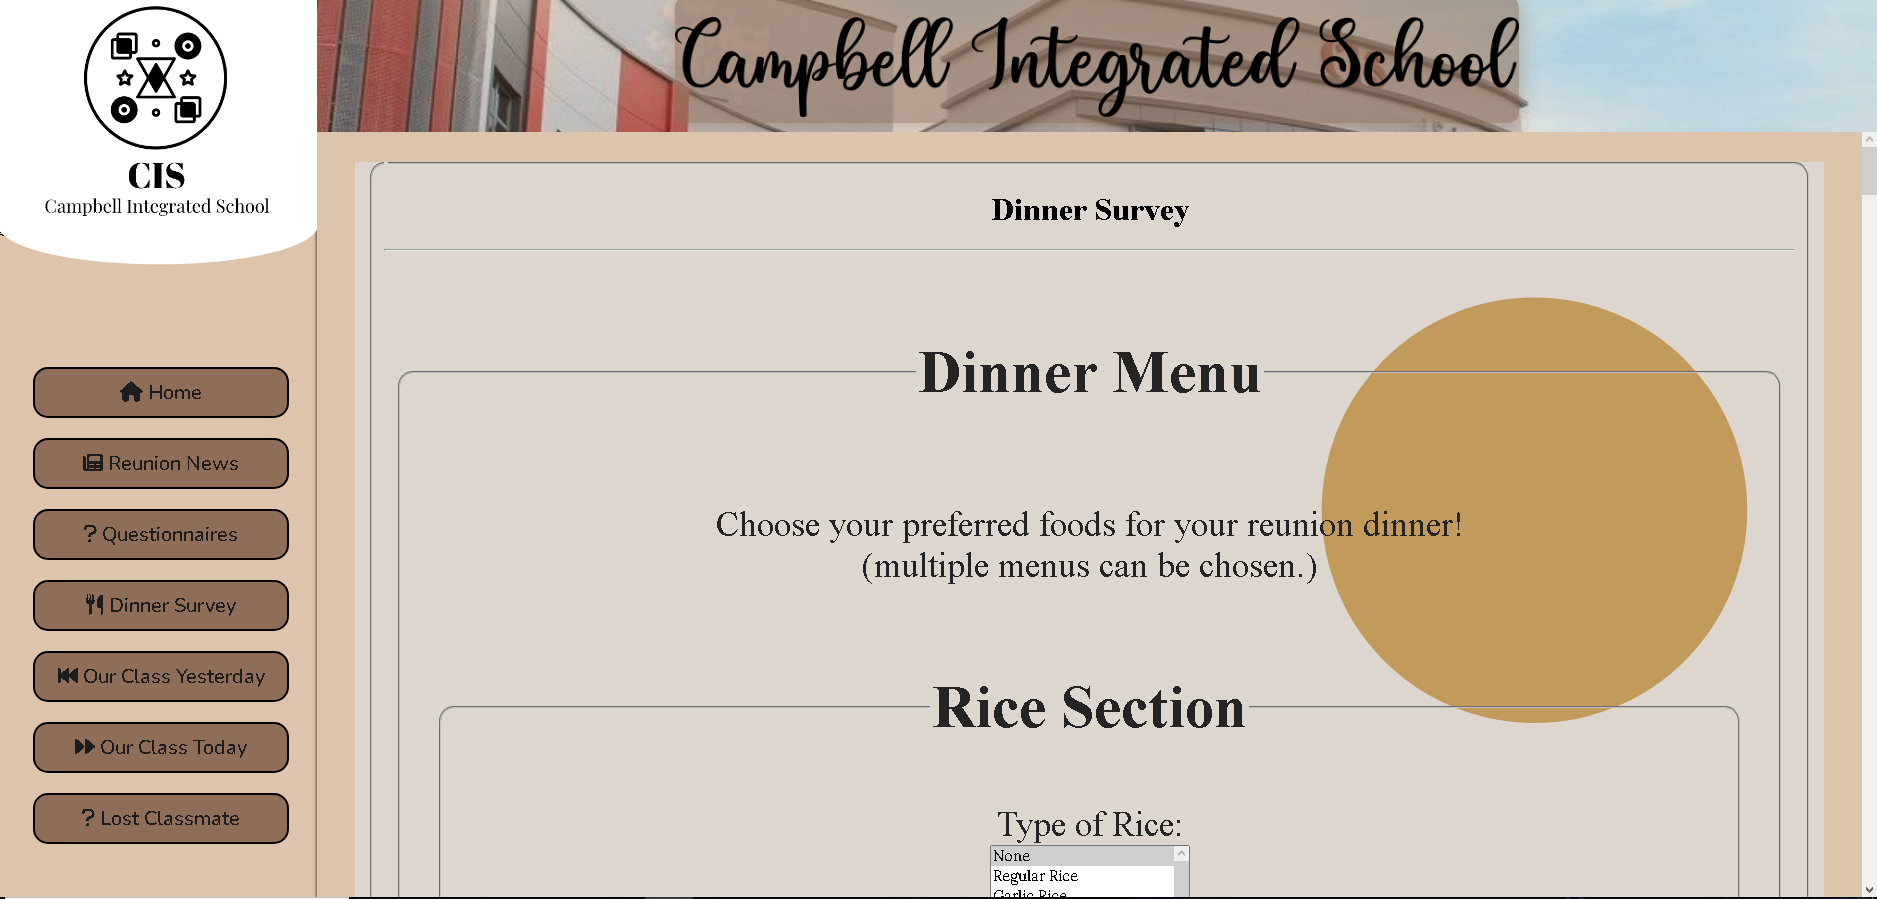 CIS
Campbell Integrated School
Campbell Integrated School
Home
Reunion News
? Questionnaires
Dinner Survey
Our Class Yesterday
Our Class Today
? Lost Classmate
Dinner Survey
Dinner Menu
Choose your preferred foods for your reunion dinner!
(multiple menus can be chosen.)
Rice Section
Type of Rice:
None
Regular Rice
Garlic Rice